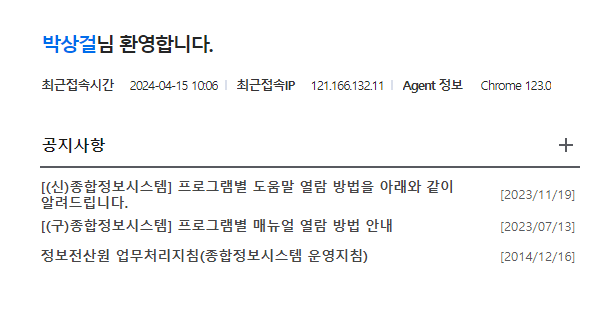 박상걸님 환영합니다.
최근접속시간 2024-04-15 10:06 최근접속IP 121.166.132.11 Agent 정보 Chrome 123.0
공지사항
[(신)종합정보시스템] 프로그램별 도움말 열람 방법을 아래와 같이 [2023/11/19]
알려드립니다.
[(구)종합정보시스템] 프로그램별 매뉴얼 열람 방법 안내 [2023/07/13]
정보전산원 업무처리지침(종합정보시스템 운영지침) [2014/12/16]